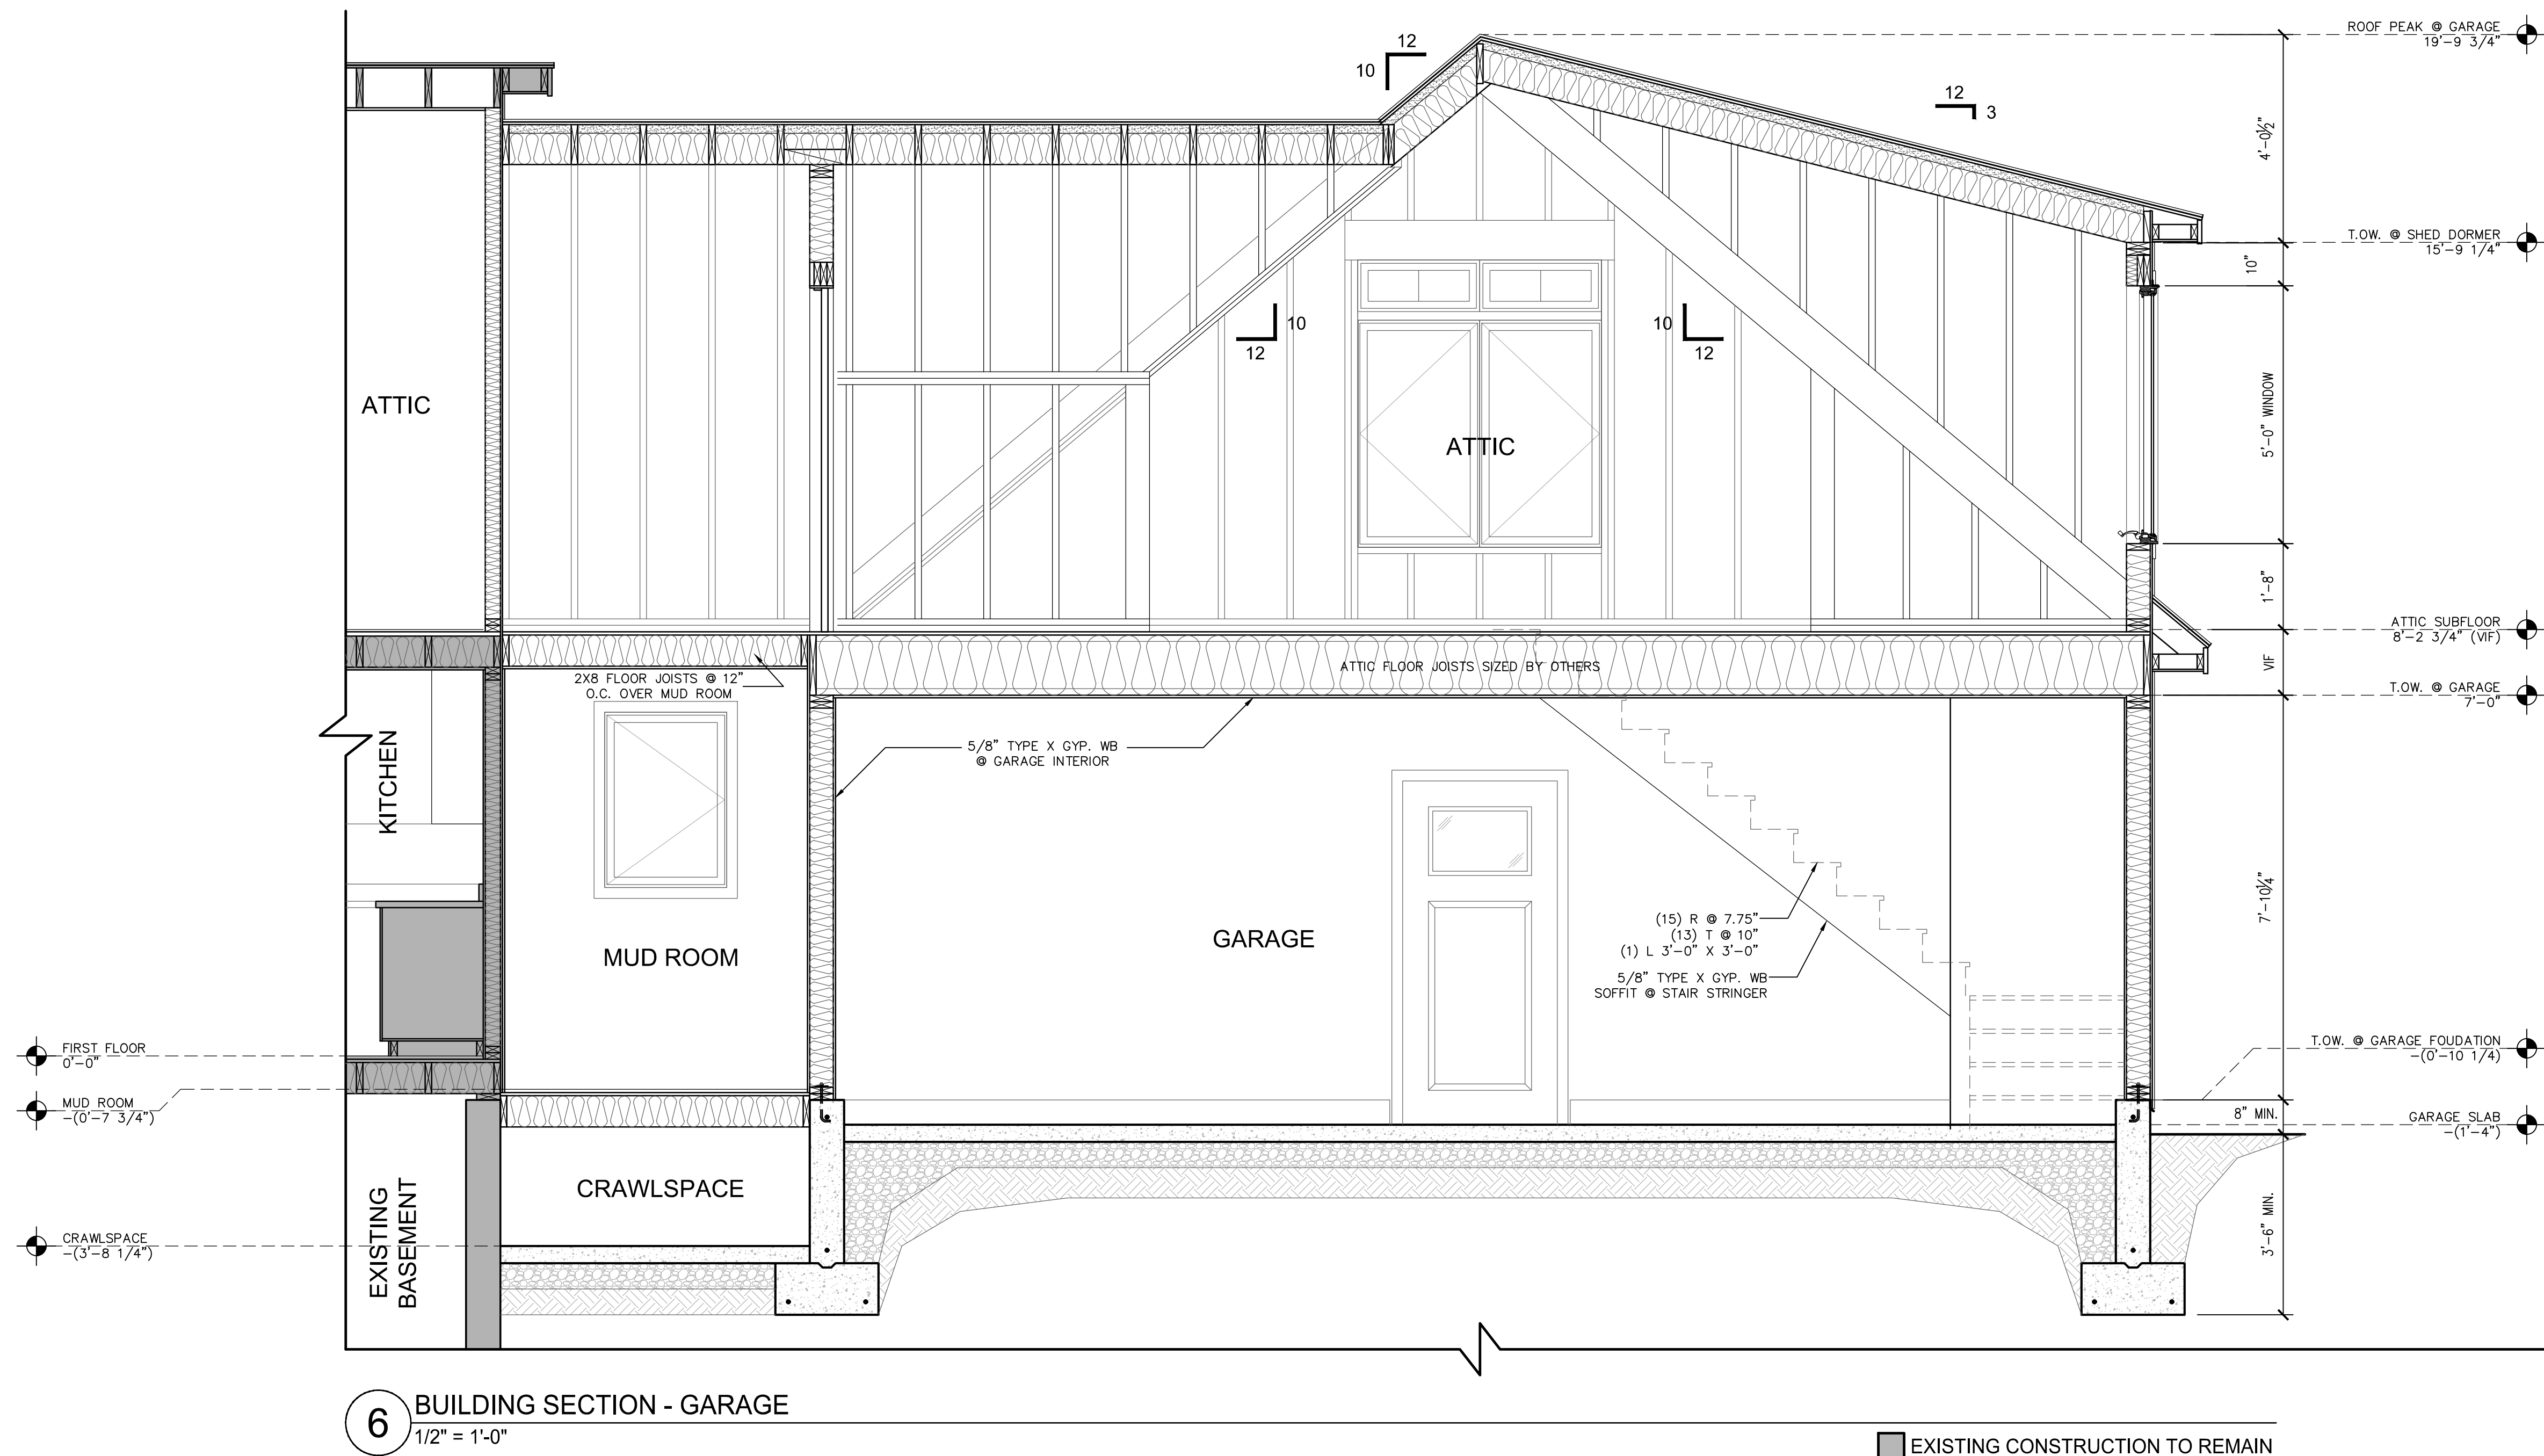 ROOF PEAK @ GARAGE
19'-9 3/4"
12
10
12
3
4'-0½"
T.OW. @ SHED DORMER
15'-9 1/4"
10"
10
12
10
12
ATTIC
ATTIC
5'-0" WINDOW
1'-8"
ATTIC SUBFLOOR
8'-2 3/4" (VIF)
VIF
ATTIC FLOOR JOISTS SIZED BY OTHERS
2X8 FLOOR JOISTS @ 12"
O.C. OVER MUD ROOM
T.OW. @ GARAGE
7'-0"
5/8" TYPE X GYP. WB
@ GARAGE INTERIOR
KITCHEN
7'-10¼"
(15) R @ 7.75"
(13) T @ 10"
(1) L 3'-0" X 3'-0"
5/8" TYPE X GYP. WB
SOFFIT @ STAIR STRINGER
GARAGE
MUD ROOM
FIRST FLOOR
0'-0"
T.OW. @ GARAGE FOUDATION
-(0'-10 1/4)
MUD ROOM
-(0'-7 3/4")
8" MIN.
GARAGE SLAB
-(1'-4")
CRAWLSPACE
EXISTING
BASEMENT
3'-6" MIN.
CRAWLSPACE
-(3'-8 1/4")
6
BUILDING SECTION - GARAGE
1/2" = 1'-0"
EXISTING CONSTRUCTION TO REMAIN